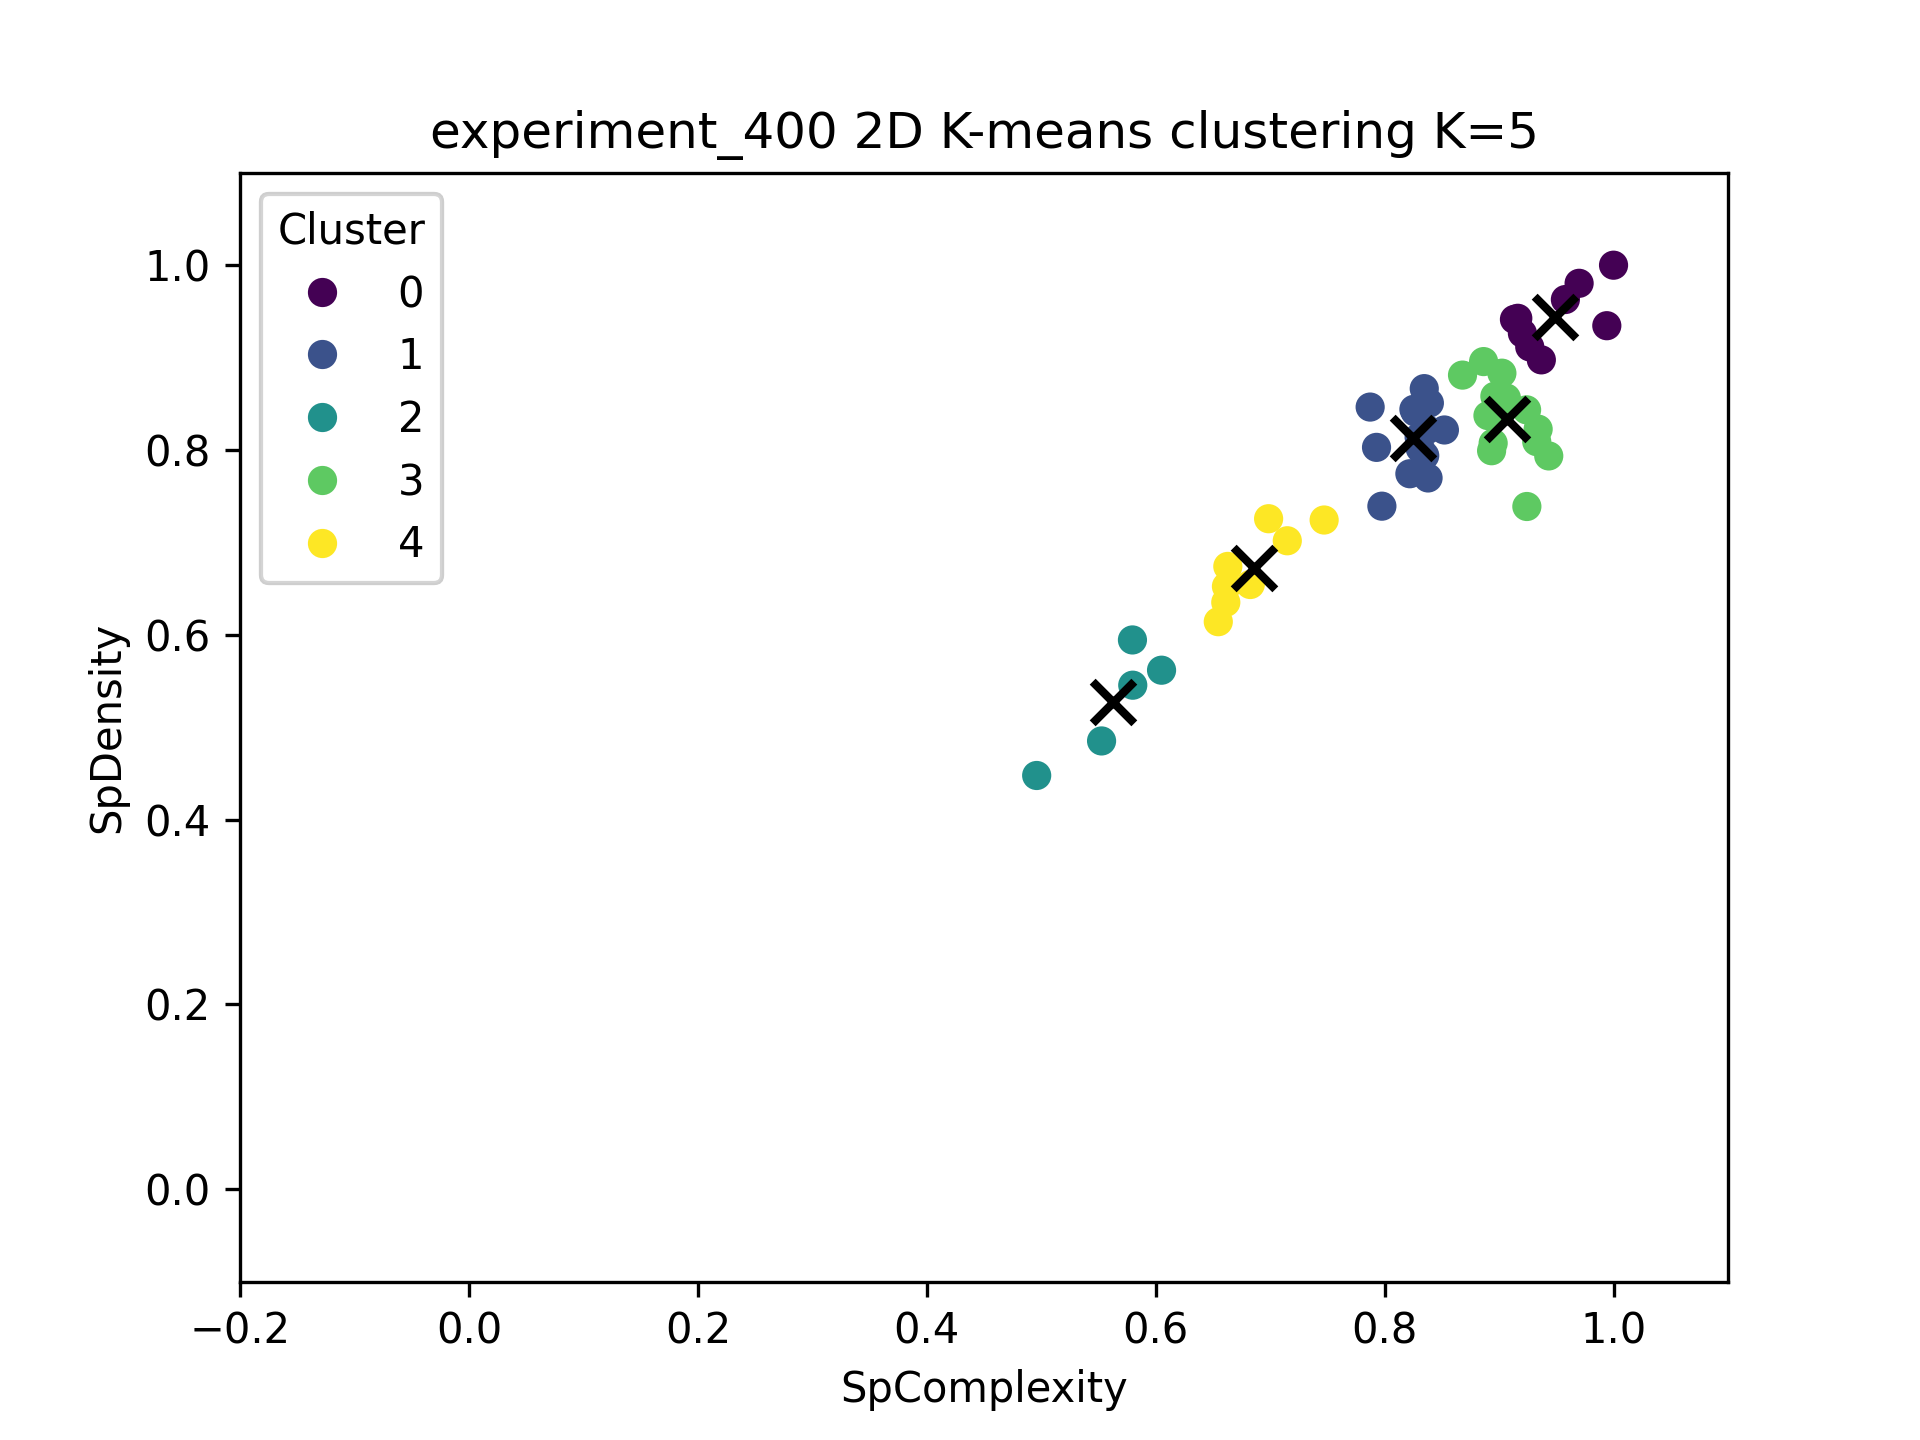 experiment_400 2D K-means clustering K=5
Cluster
0
1
2
3
4
SpDensity
1.0
0.8
0.6
0.4
0.2
0.0
−0.2 0.0 0.2 0.4 0.6 0.8 1.0
SpComplexity